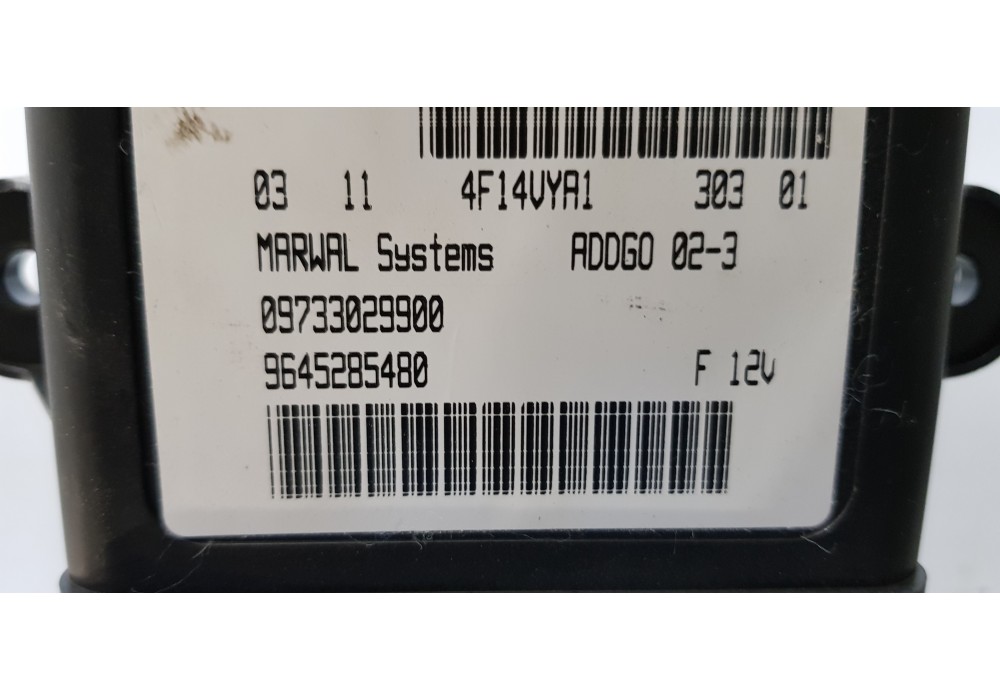 03 11 4F14VYA1 303 01
MARWAL Systems ADDGO 02-3
09733029900
9645285480 F 12V